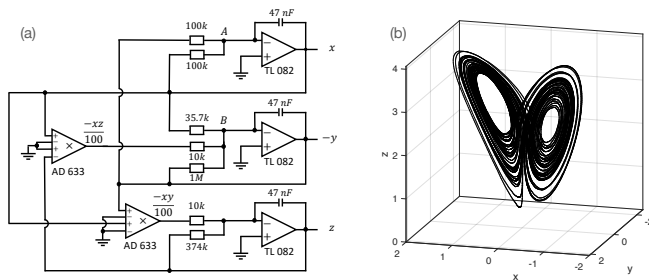 (a)
47 nF
100k
A
100k
−
+
TL 082
x
−xz
100
+
−
+
−
×
AD 633
35.7k
B
10k
1M
47 nF
−
+
TL 082
−y
−xy
100
×
AD 633
10k
374k
47 nF
−
+
TL 082
z
(b)
4
3
2
1
0
z
2
1
0
-1
-2
x
2
0
-2
y